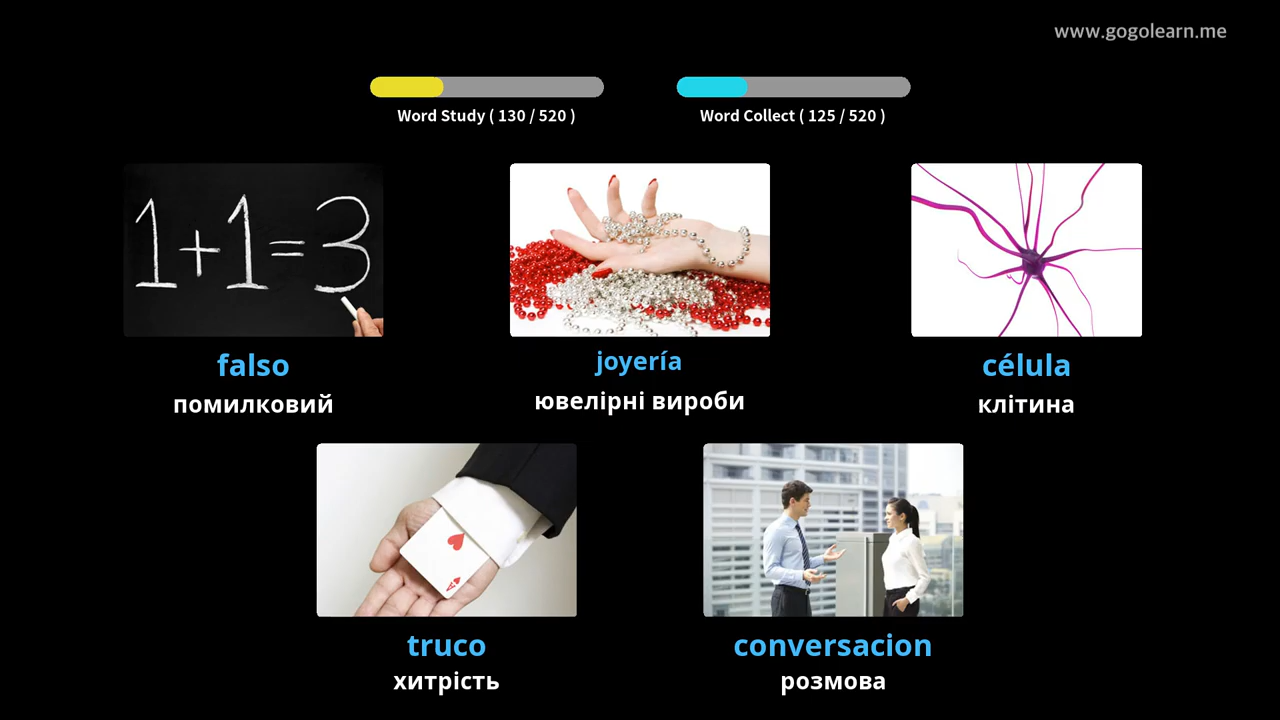 www.gogolearn.me
Word Study ( 130 / 520 )
Word Collect ( 125 / 520 )
1+1=3
falso
помилковий
joyería
ювелірні вироби
célula
клітина
A
truco
хитрість
conversacion
розмова